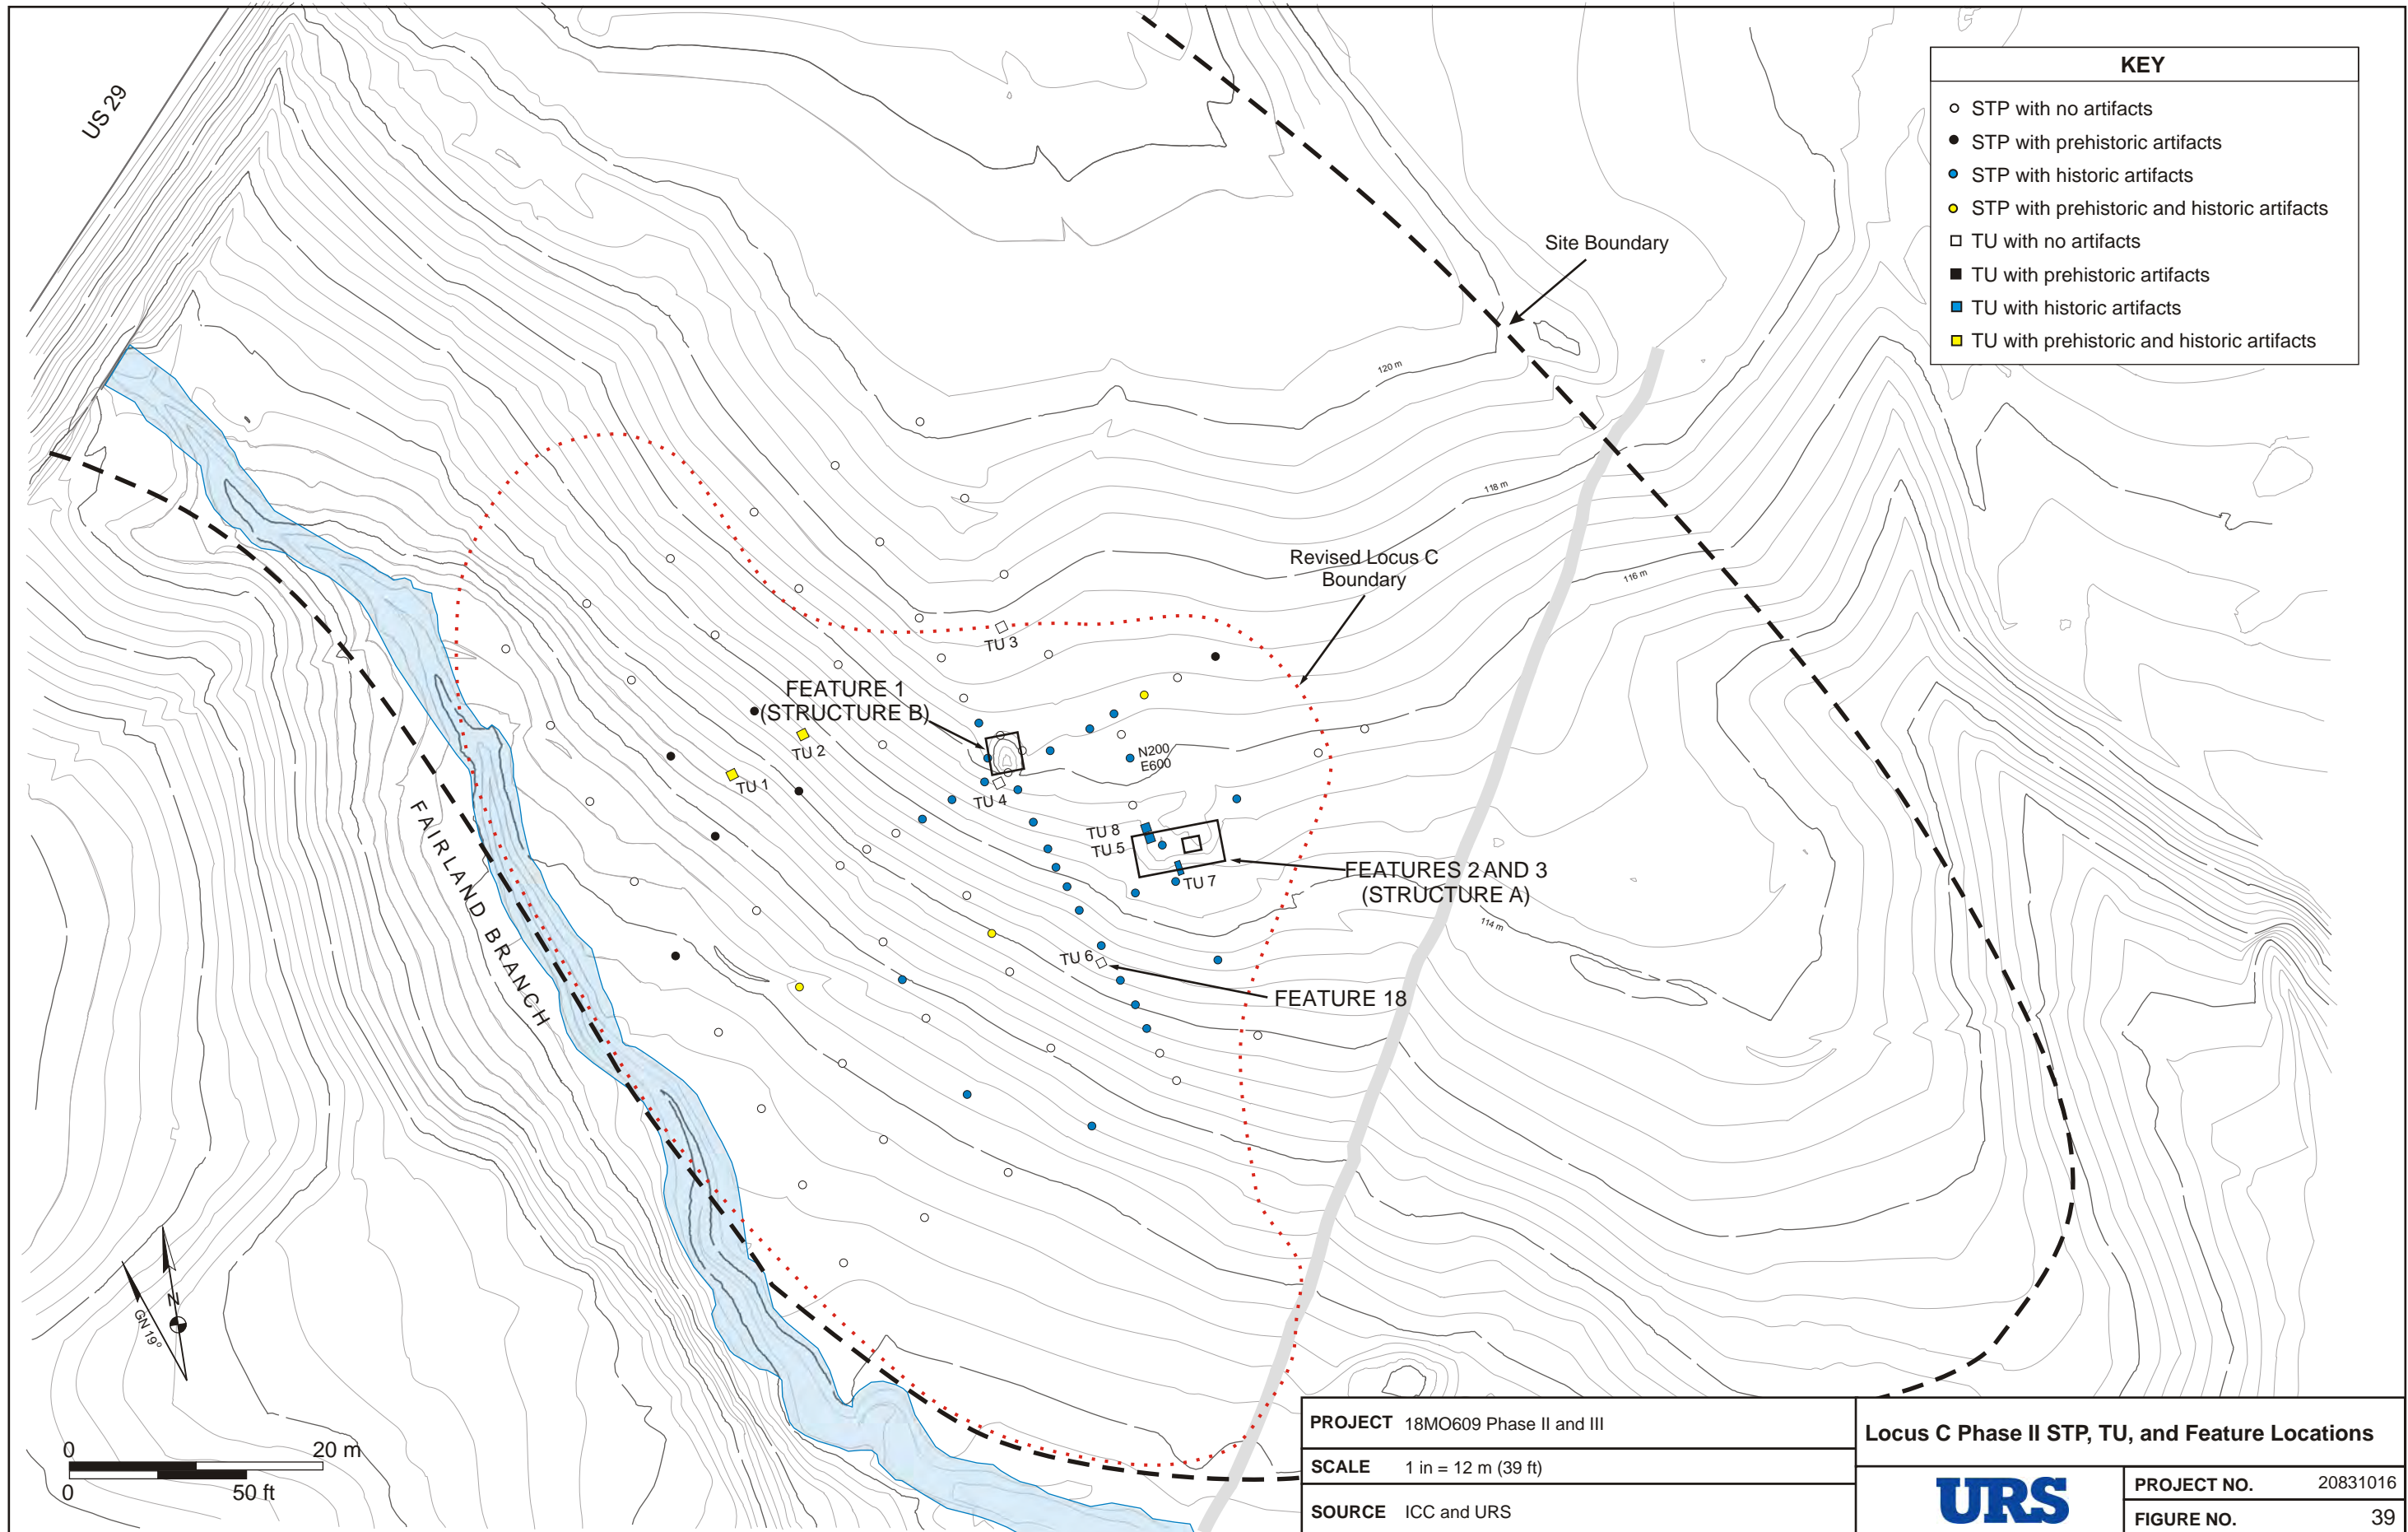 US 29
KEY
STP with no artifacts
STP with prehistoric artifacts
STP with historic artifacts
STP with prehistoric and historic artifacts
TU with no artifacts
TU with prehistoric artifacts
TU with historic artifacts
TU with prehistoric and historic artifacts
Site Boundary
120 m
118 m
Revised Locus C
Boundary
116 m
TU 3
FEATURE 1
(STRUCTURE B)
TU 2
N200
E600
TU 1
TU 4
TU 8
TU 5
FEATURES 2 AND 3
(STRUCTURE A)
TU 7
114 m
FAIRLAND BRANCH
TU 6
FEATURE 18
N
GN 19°
0 20 m
0 50 ft
PROJECT 18MO609 Phase II and III
SCALE 1 in = 12 m (39 ft)
SOURCE ICC and URS
Locus C Phase II STP, TU, and Feature Locations
URS
PROJECT NO. 20831016
FIGURE NO. 39